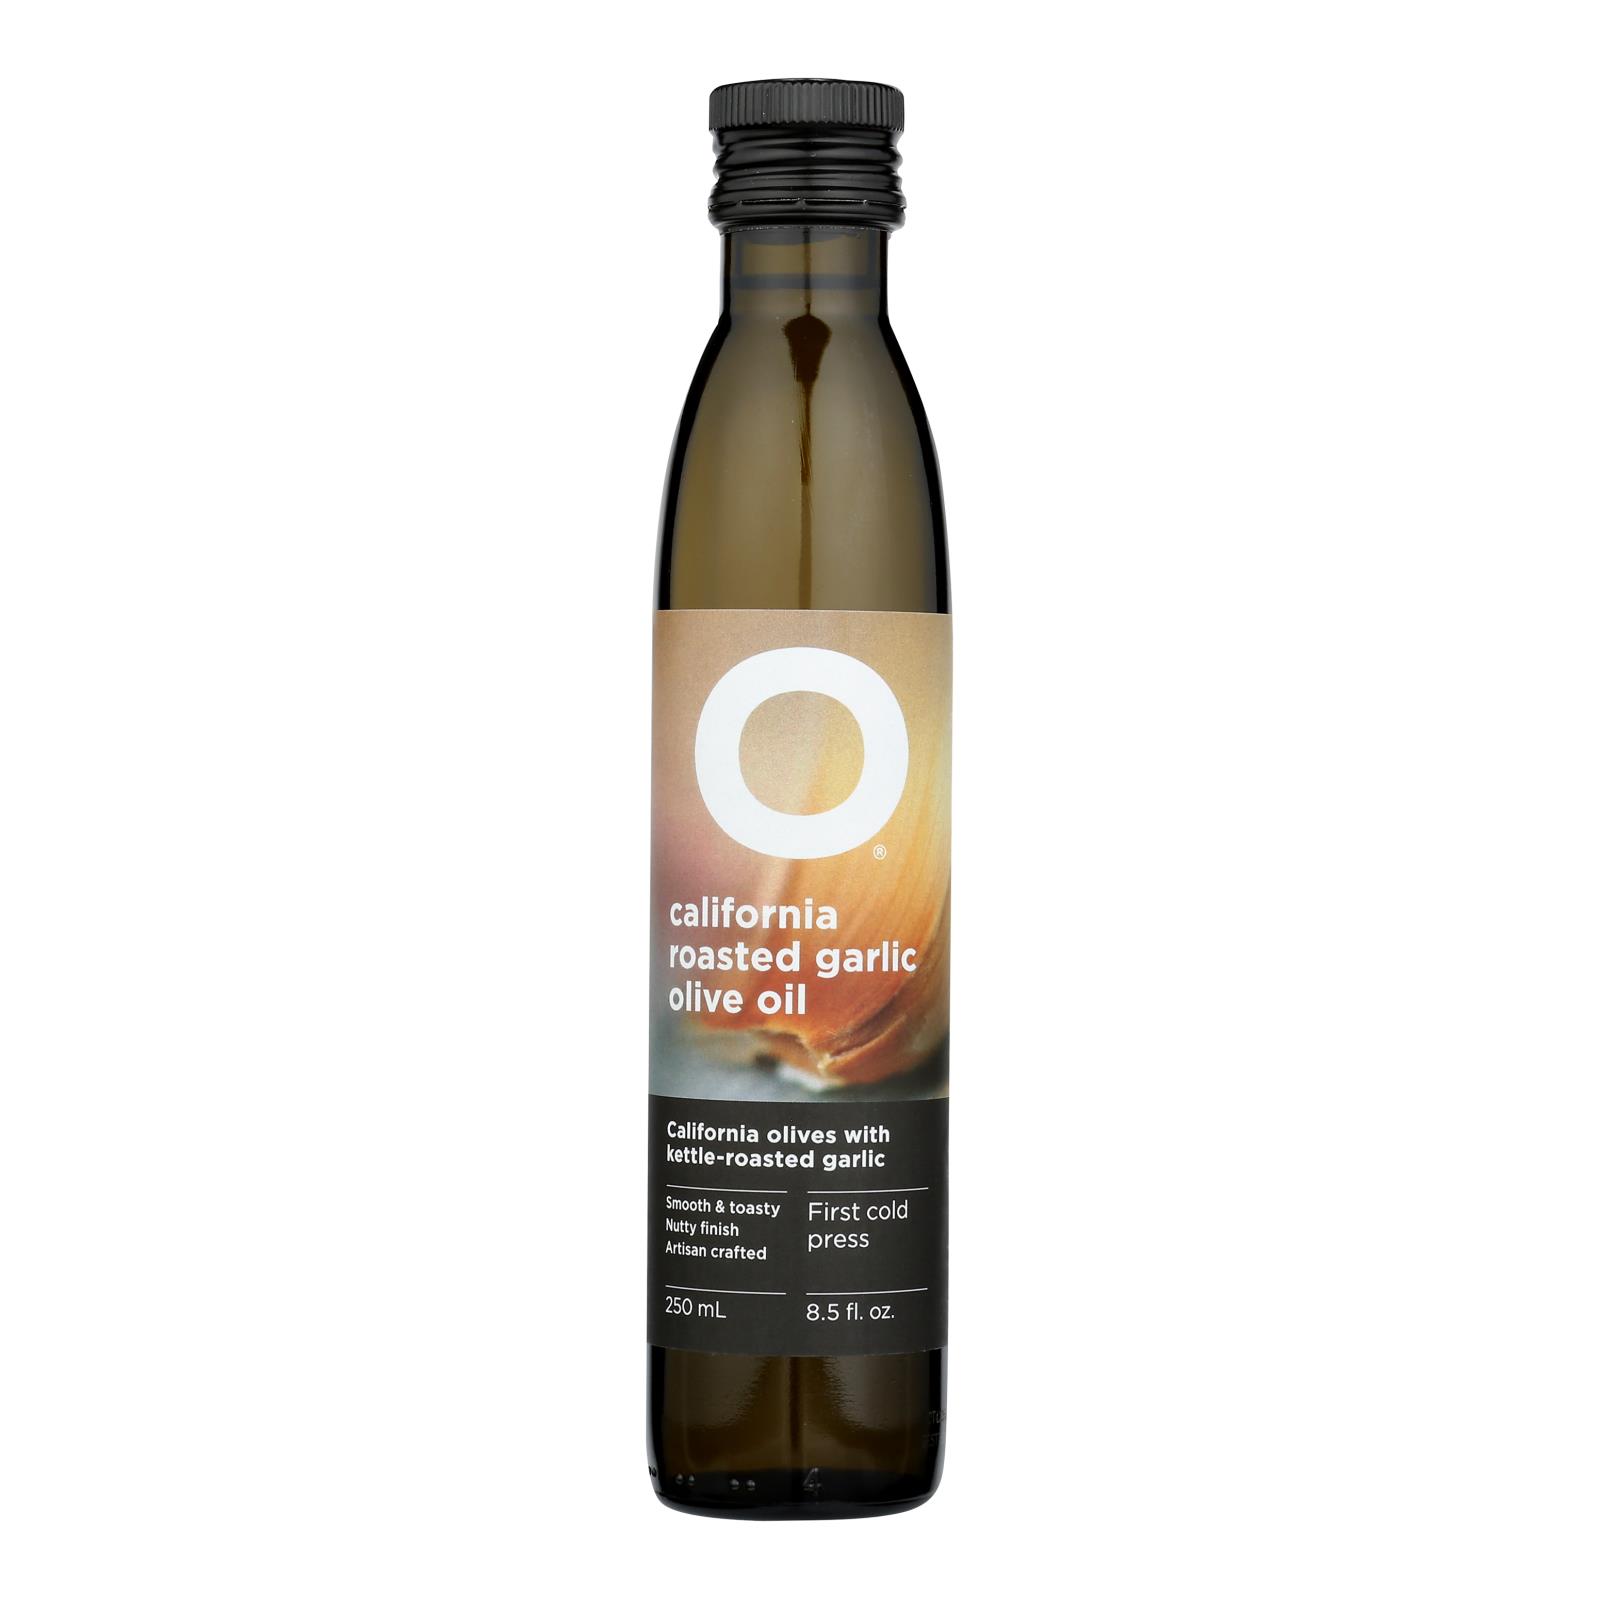 O®
california
roasted garlic
olive oil
California olives with
kettle-roasted garlic
Smooth & toasty
Nutty finish
Artisan crafted
First cold
press
250 mL
8.5 fl. oz.
4